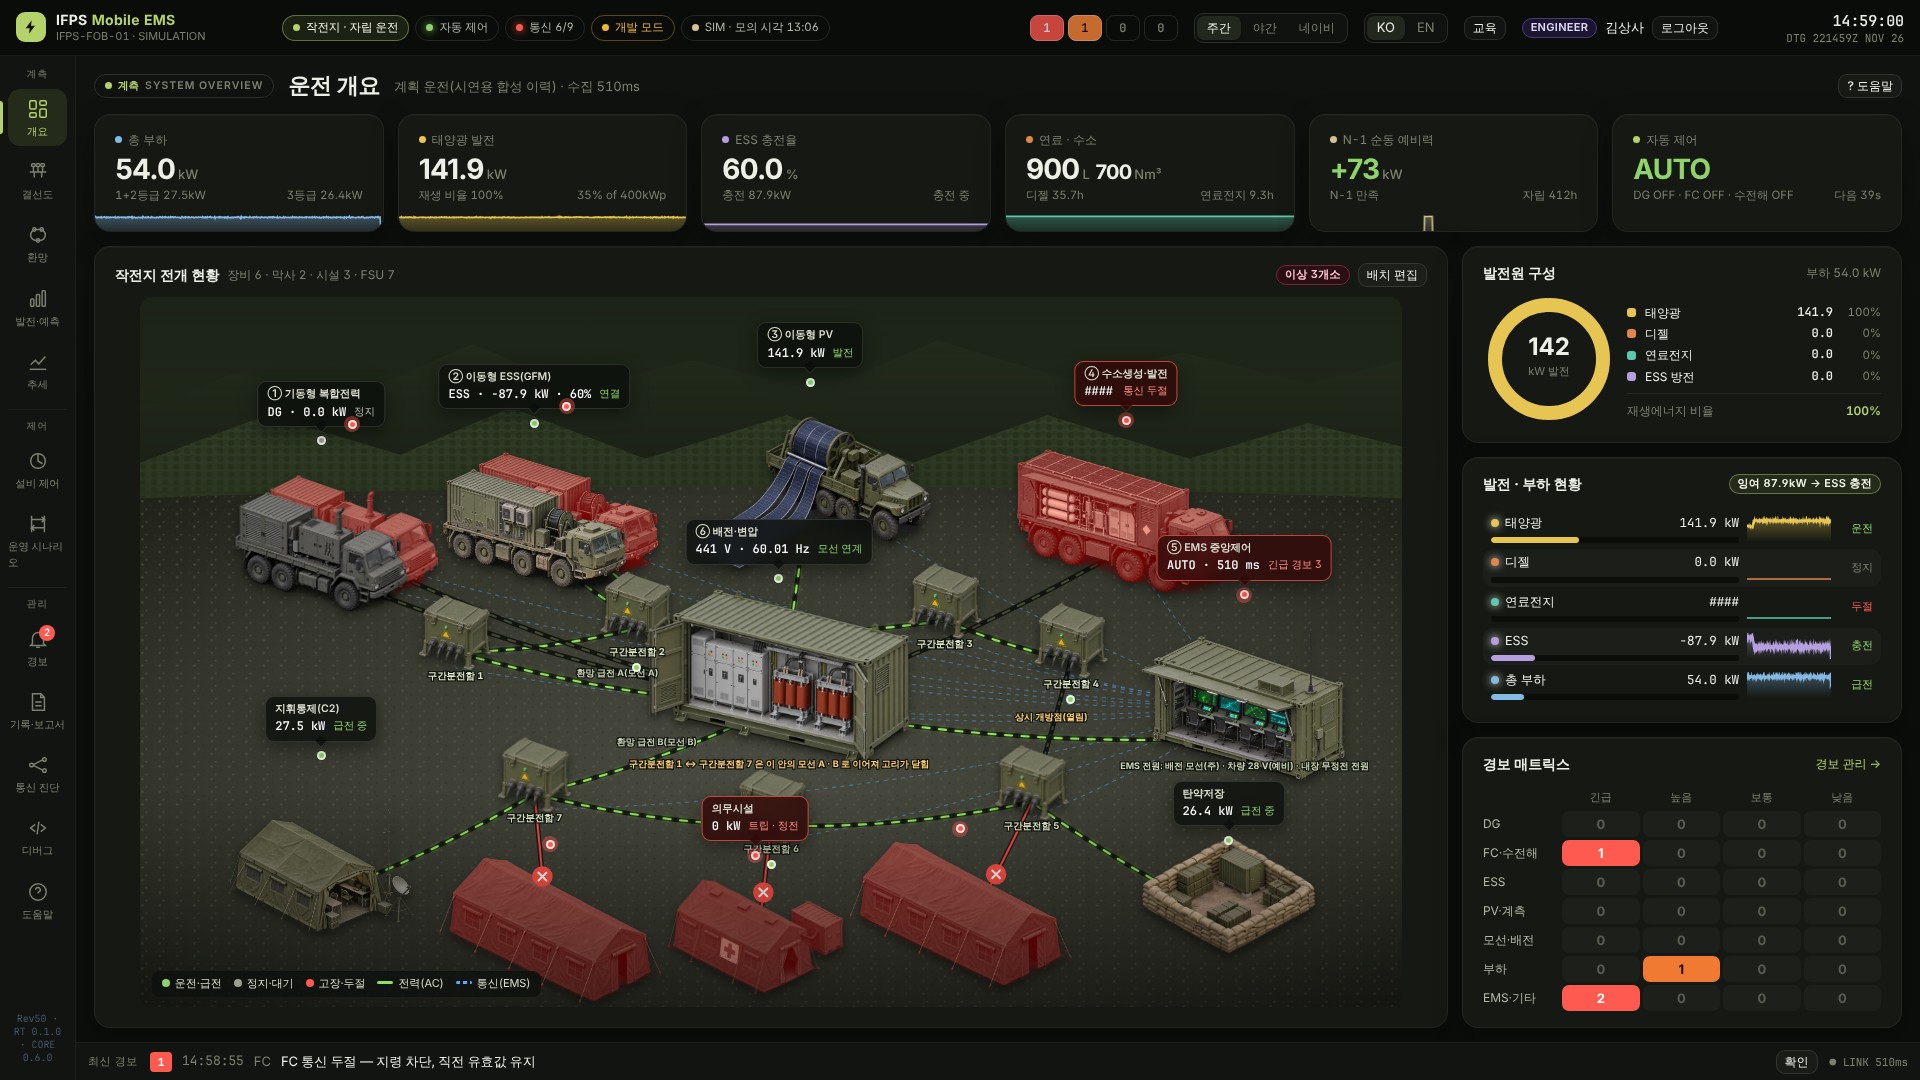 IFPS Mobile EMS
IFPS-FOB-01 · SIMULATION
작전지 · 자립 운전
자동 제어
통신 6/9
개발 모드
SIM · 모의 시각 13:06
1 1 0 0
주간 야간 네이비
KO EN
교육
ENGINEER 김상사 로그아웃
14:59:00
DTG 221459Z NOV 26
계측
개요
결선도
환망
발전·예측
추세
제어
설비 제어
운영 시나리오
관리
2
경보
기록·보고서
통신 진단
디버그
도움말
Rev50 ·
RT 0.1.0
· CORE
0.6.0
계측 SYSTEM OVERVIEW
운전 개요
계획 운전(시연용 합성 이력) · 수집 510ms
? 도움말
총 부하
54.0 kW
1+2등급 27.5kW 3등급 26.4kW
태양광 발전
141.9 kW
재생 비율 100% 35% of 400kWp
ESS 충전율
60.0 %
충전 87.9kW 충전 중
연료 · 수소
900 L 700 Nm³
디젤 35.7h 연료전지 9.3h
N-1 순동 예비력
+73 kW
N-1 만족 자립 412h
자동 제어
AUTO
DG OFF · FC OFF · 수전해 OFF 다음 39s
작전지 전개 현황 장비 6 · 막사 2 · 시설 3 · FSU 7
이상 3개소
배치 편집
③ 이동형 PV
141.9 kW 발전
② 이동형 ESS(GFM)
ESS · -87.9 kW · 60% 연결
① 기동형 복합전력
DG · 0.0 kW 정지
④ 수소생성·발전
#### 통신 두절
⑥ 배전·변압
441 V · 60.01 Hz 모선 연계
⑤ EMS 중앙제어
AUTO · 510 ms 긴급 경보 3
구간분전함 1
구간분전함 2
구간분전함 3
구간분전함 4
환망 급전 A(모선 A)
상시 개방점(열림)
지휘통제(C2)
27.5 kW 급전 중
환망 급전 B(모선 B)
구간분전함 1 ↔ 구간분전함 7 은 이 안의 모선 A · B 로 이어져 고리가 닫힘
EMS 전원: 배전 모선(주) · 차량 28 V(예비) · 내장 무정전 전원
구간분전함 7
의무시설
0 kW 트립 · 정전
구간분전함 6
구간분전함 5
탄약저장
26.4 kW 급전 중
운전·급전
정지·대기
고장·두절
전력(AC)
통신(EMS)
발전원 구성 부하 54.0 kW
142
kW 발전
태양광 141.9 100%
디젤 0.0 0%
연료전지 0.0 0%
ESS 방전 0.0 0%
재생에너지 비율 100%
발전 · 부하 현황 잉여 87.9kW → ESS 충전
태양광 141.9 kW 운전
디젤 0.0 kW 정지
연료전지 #### 두절
ESS -87.9 kW 충전
총 부하 54.0 kW 급전
경보 매트릭스 경보 관리 →
긴급 높음 보통 낮음
DG 0 0 0 0
FC·수전해 1 0 0 0
ESS 0 0 0 0
PV·계측 0 0 0 0
모선·배전 0 0 0 0
부하 0 1 0 0
EMS·기타 2 0 0 0
최신 경보 1 14:58:55 FC FC 통신 두절 — 지령 차단, 직전 유효값 유지
확인
LINK 510ms